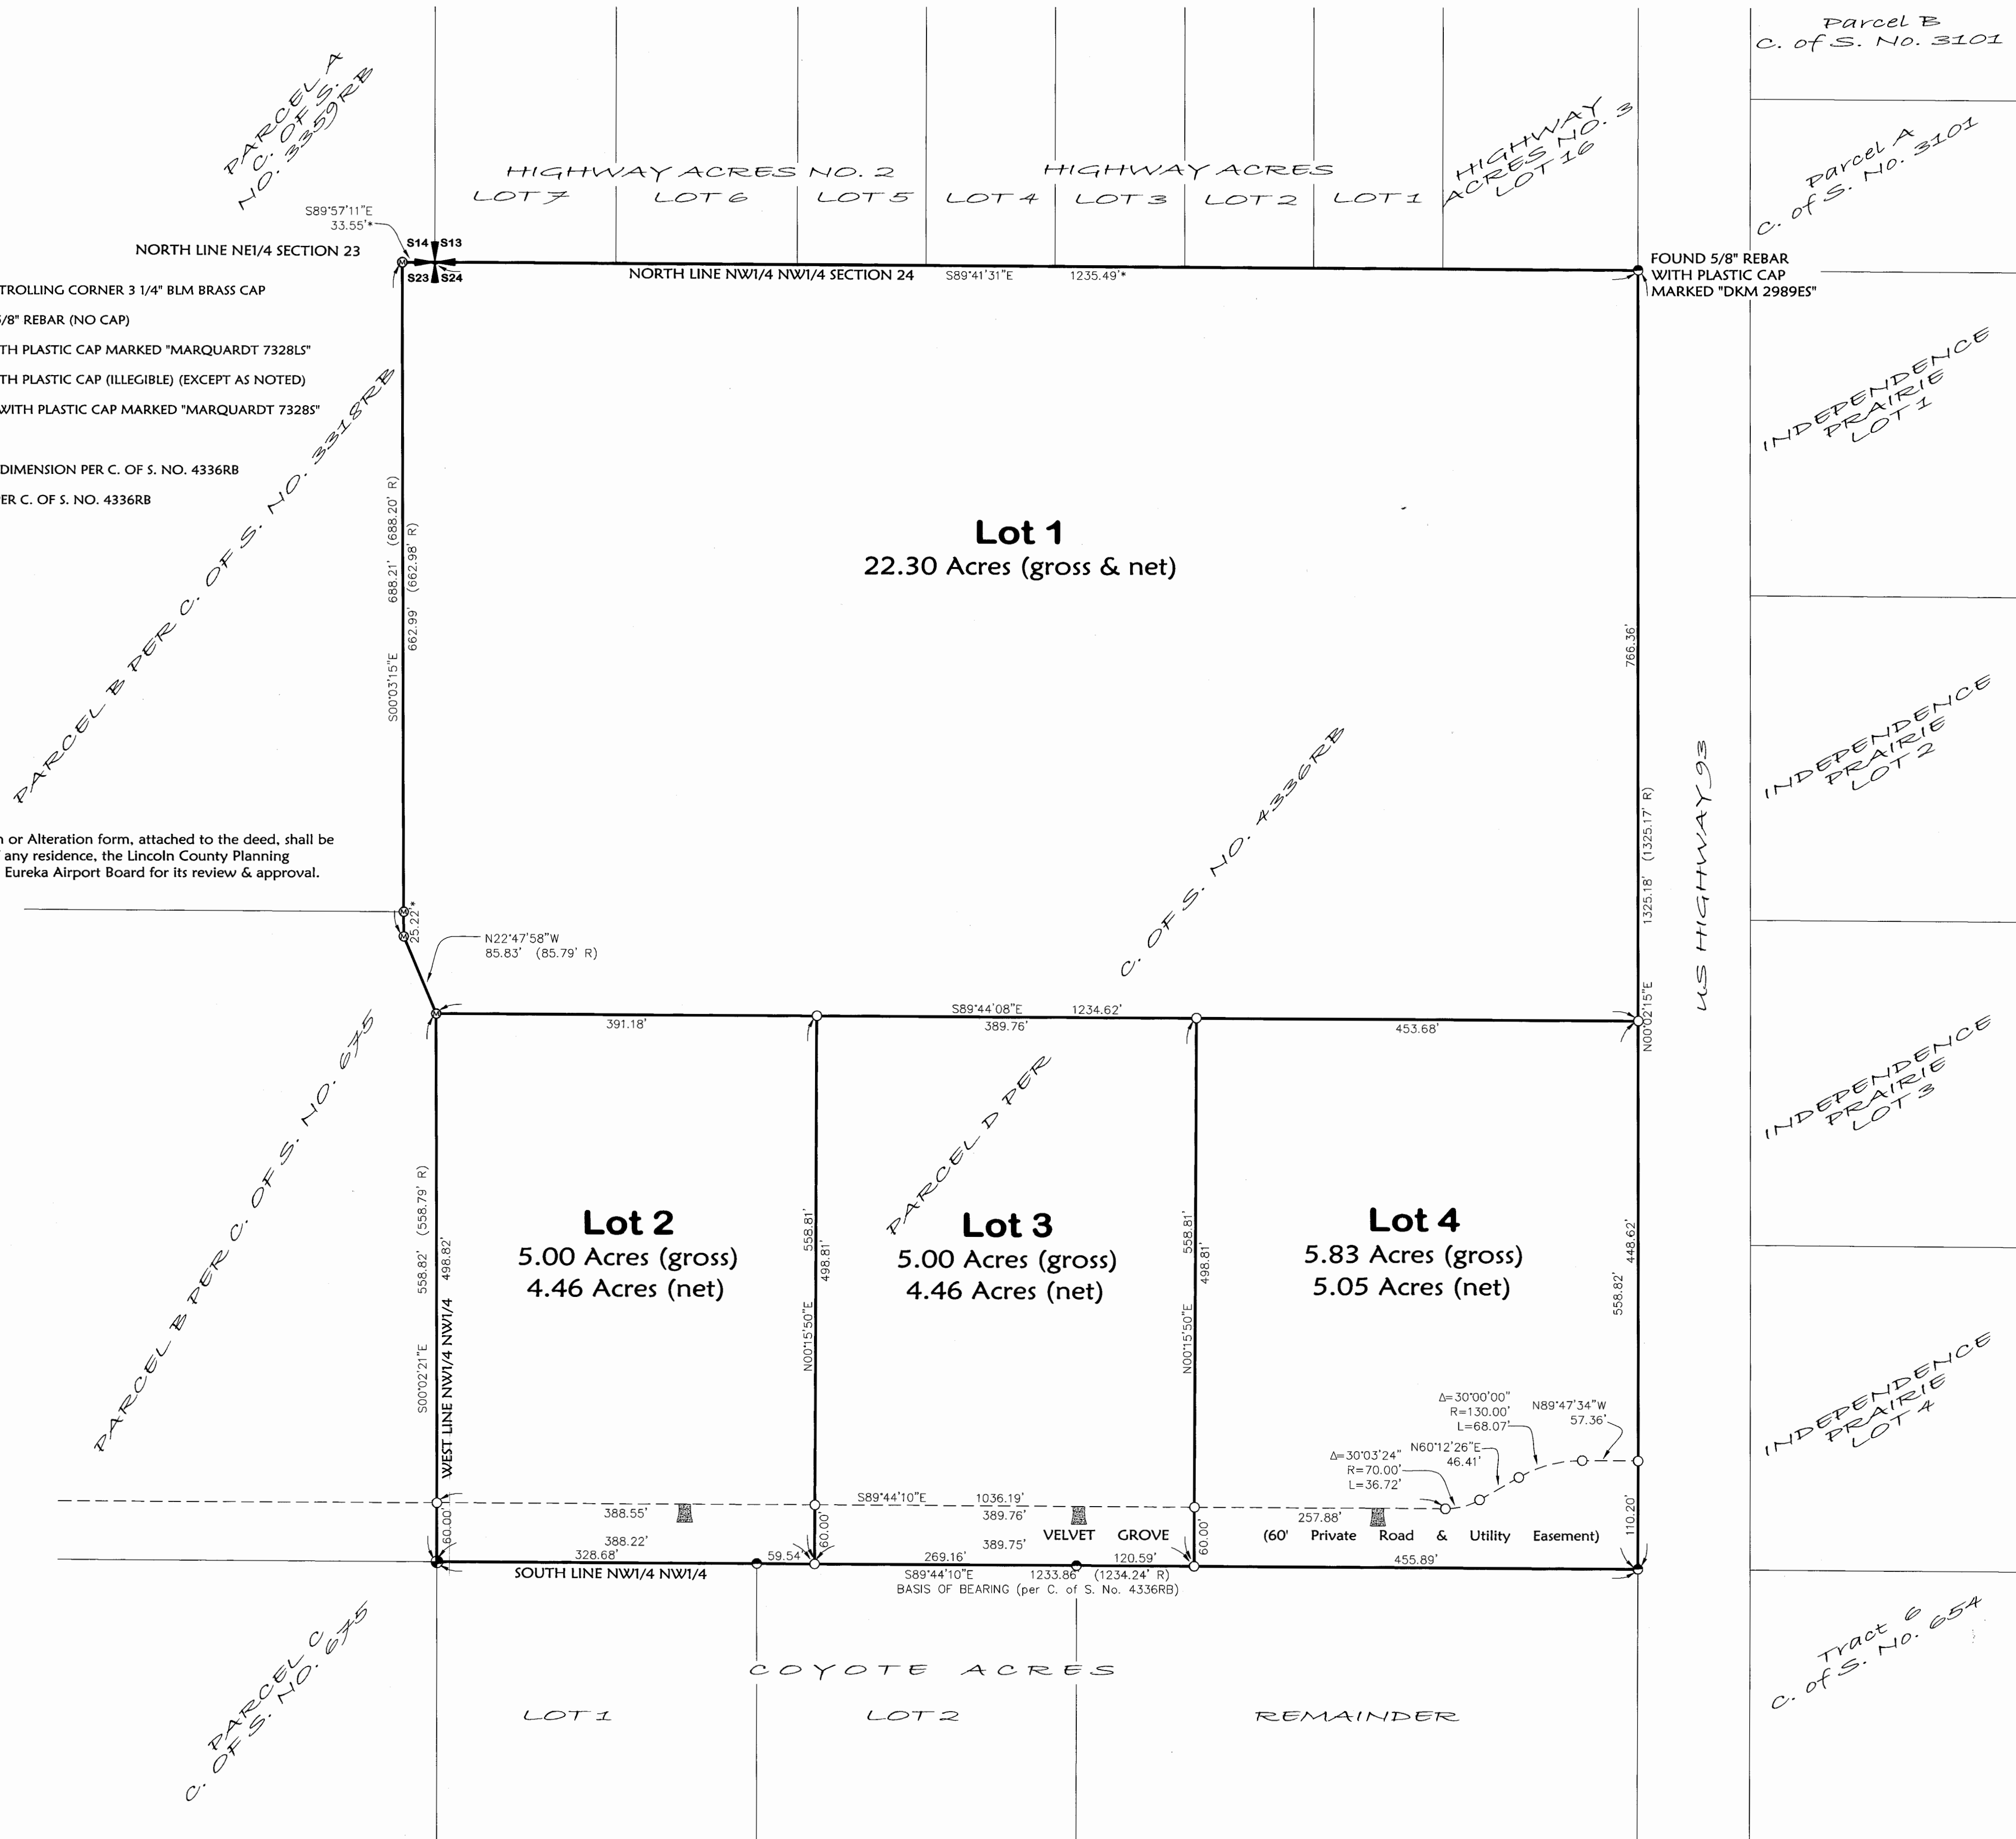 Parcel B
C. of S. No. 3101
PARCEL A
C. OF S.
NO. 3359RB
HIGHWAY ACRES NO. 2
LOT 7
LOT 6
LOT 5
HIGHWAY ACRES
LOT 4
LOT 3
LOT 2
LOT 1
HIGHWAY
ACRES NO. 3
LOT 16
Parcel A
C. of S. No. 3101
S89°57'11"E
33.55'*
NORTH LINE NE1/4 SECTION 23
S14 S13
S23 S24
NORTH LINE NW1/4 NW1/4 SECTION 24
S89°41'31"E 1235.49'*
FOUND 5/8" REBAR
WITH PLASTIC CAP
MARKED "DKM 2989ES"
TROLLING CORNER 3 1/4" BLM BRASS CAP
5/8" REBAR (NO CAP)
TH PLASTIC CAP MARKED "MARQUARDT 7328LS"
TH PLASTIC CAP (ILLEGIBLE) (EXCEPT AS NOTED)
WITH PLASTIC CAP MARKED "MARQUARDT 7328S"
DIMENSION PER C. OF S. NO. 4336RB
ER C. OF S. NO. 4336RB
PARCEL B PER C. OF S. NO. 3318RB
S00°03'15"E 688.21' (688.20' R)
662.99' (662.98' R)
Lot 1
22.30 Acres (gross & net)
766.36'
1325.18' (1325.17' R)
N00°02'15"E
US HIGHWAY 93
INDEPENDENCE
PRAIRIE
LOT 1
INDEPENDENCE
PRAIRIE
LOT 2
INDEPENDENCE
PRAIRIE
LOT 3
INDEPENDENCE
PRAIRIE
LOT 4
n or Alteration form, attached to the deed, shall be
any residence, the Lincoln County Planning
Eureka Airport Board for its review & approval.
25.22'*
N22°47'58"W
85.83' (85.79' R)
PARCEL D PER
C. OF S. NO. 4336RB
S89°44'08"E 1234.62'
391.18'
389.76'
453.68'
PARCEL B PER C. OF S. NO. 675
S00°02'21"E 558.82' (558.79' R)
WEST LINE NW1/4 NW1/4 498.82'
Lot 2
5.00 Acres (gross)
4.46 Acres (net)
N00°15'50"E 558.81'
498.81'
Lot 3
5.00 Acres (gross)
4.46 Acres (net)
N00°15'50"E 558.81'
498.81'
Lot 4
5.83 Acres (gross)
5.05 Acres (net)
558.82'
448.62'
Δ=30°00'00"
R=130.00'
L=68.07'
N89°47'34"W
57.36'
Δ=30°03'24"
R=70.00'
L=36.72'
N60°12'26"E
46.41'
S89°44'10"E 1036.19'
388.55'
389.76'
257.88'
60.00'
60.00'
60.00'
110.20'
VELVET GROVE (60' Private Road & Utility Easement)
388.22'
389.75'
328.68'
59.54'
269.16'
120.59'
455.89'
SOUTH LINE NW1/4 NW1/4
S89°44'10"E 1233.86' (1234.24' R)
BASIS OF BEARING (per C. of S. No. 4336RB)
PARCEL C
C. OF S. NO. 675
COYOTE ACRES
LOT 1
LOT 2
REMAINDER
Tract 6
C. of S. No. 654